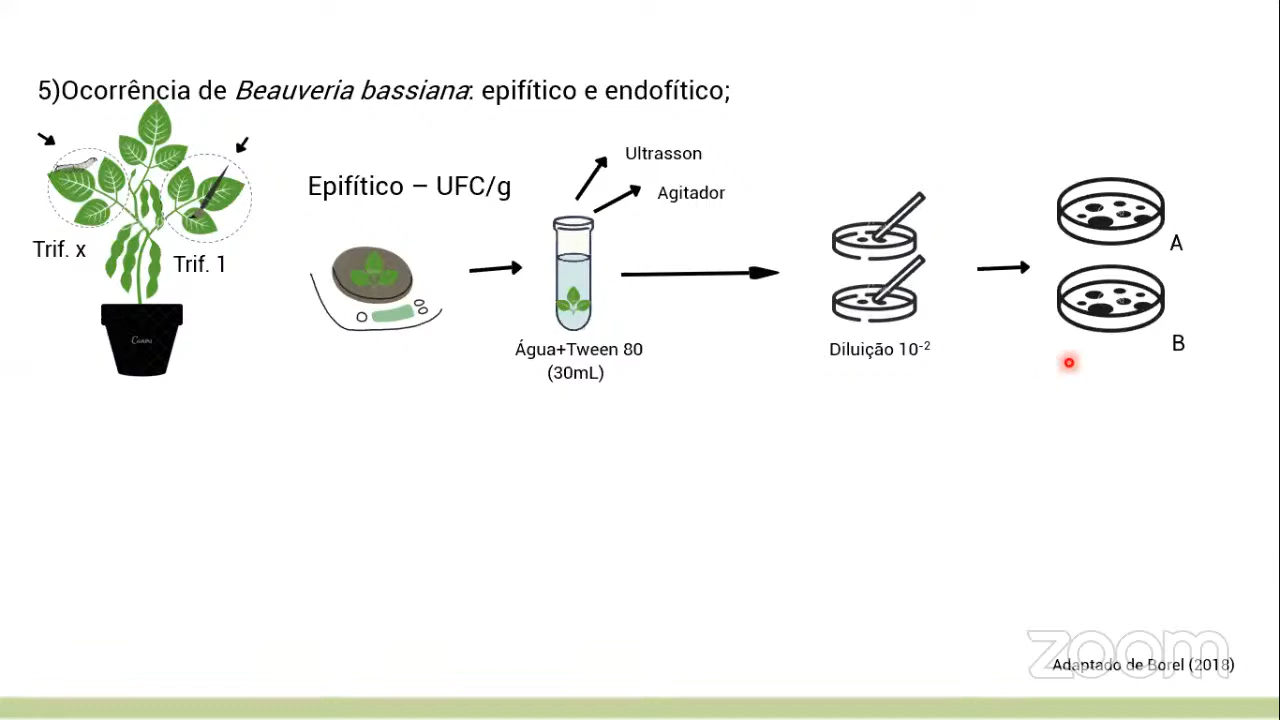 5)Ocorrência de Beauveria bassiana: epifítico e endofítico;
Ultrasson
Agitador
Epifítico – UFC/g
Trif. x
Trif. 1
A
B
Canva
Água+Tween 80
(30mL)
Diluição 10⁻²
zoom
Adaptado de Borel (2018)